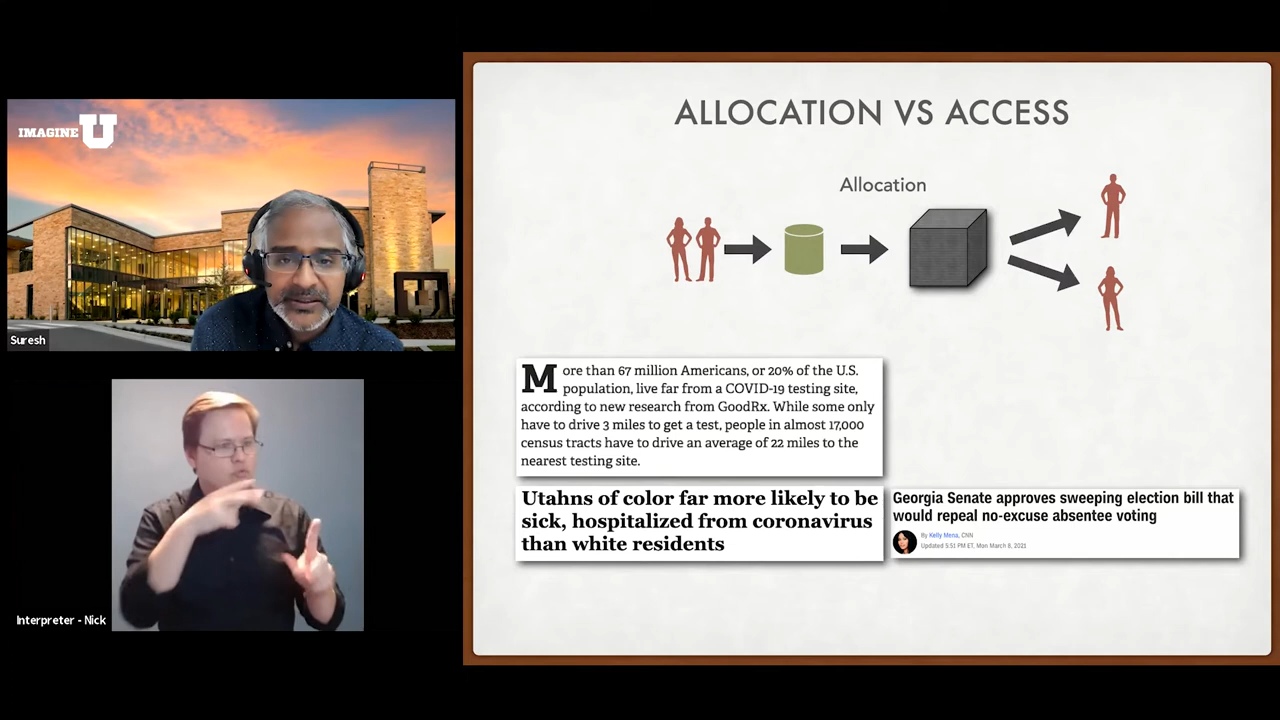 IMAGINE U
Suresh
Interpreter - Nick
ALLOCATION VS ACCESS
Allocation
More than 67 million Americans, or 20% of the U.S.
population, live far from a COVID-19 testing site,
according to new research from GoodRx. While some only
have to drive 3 miles to get a test, people in almost 17,000
census tracts have to drive an average of 22 miles to the
nearest testing site.
Utahns of color far more likely to be
sick, hospitalized from coronavirus
than white residents
Georgia Senate approves sweeping election bill that
would repeal no-excuse absentee voting
By Kelly Mena, CNN
Updated 5:51 PM ET, Mon March 8, 2021